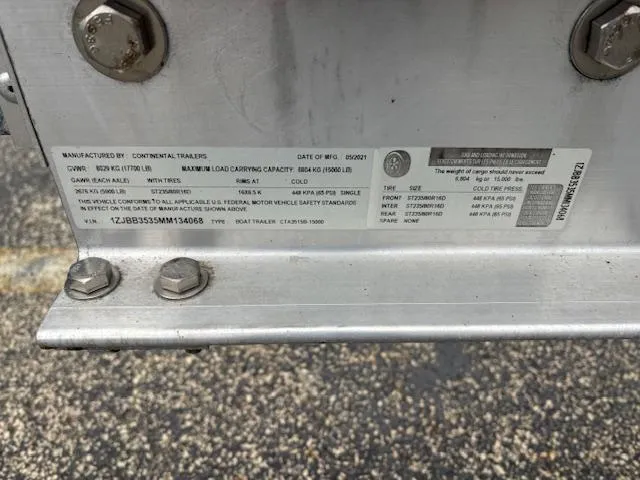 MANUFACTURED BY: CONTINENTAL TRAILERS DATE OF MFG. 05/2021
GVWR: 8029 KG (17700 LB) MAXIMUM LOAD CARRYING CAPACITY: 6804 KG (15000 LB)
GAWR (EACH AXLE) WITH TIRES RIMS AT COLD
2676 KG (5900 LB) ST235/80R16D 16X6.5 K 448 KPA (65 PSI) SINGLE
THIS VEHICLE CONFORMS TO ALL APPLICABLE U.S. FEDERAL MOTOR VEHICLE SAFETY STANDARDS
IN EFFECT ON THE DATE OF MANUFACTURE SHOWN ABOVE.
V.I.N. 1ZJBB3535MM134068 TYPE: BOAT TRAILER CTA3515B-15000
TIRE AND LOADING INFORMATION
The weight of cargo should never exceed
6,804 kg or 15,000 lbs.
TIRE SIZE COLD TIRE PRESS.
FRONT ST235/80R16D 448 KPA (65 PSI)
INTER ST235/80R16D 448 KPA (65 PSI)
REAR ST235/80R16D 448 KPA (65 PSI)
SPARE NONE
1ZJBB3535MM134068